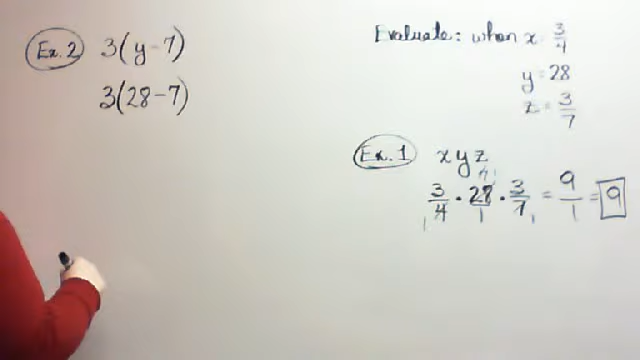 Ex. 2 3(y-7)
3(28-7)
Evaluate: when x = 3/4
y = 28
z = 3/7
Ex. 1 x y z
3/4 · 28/1 · 3/7 = 9/1 = 9